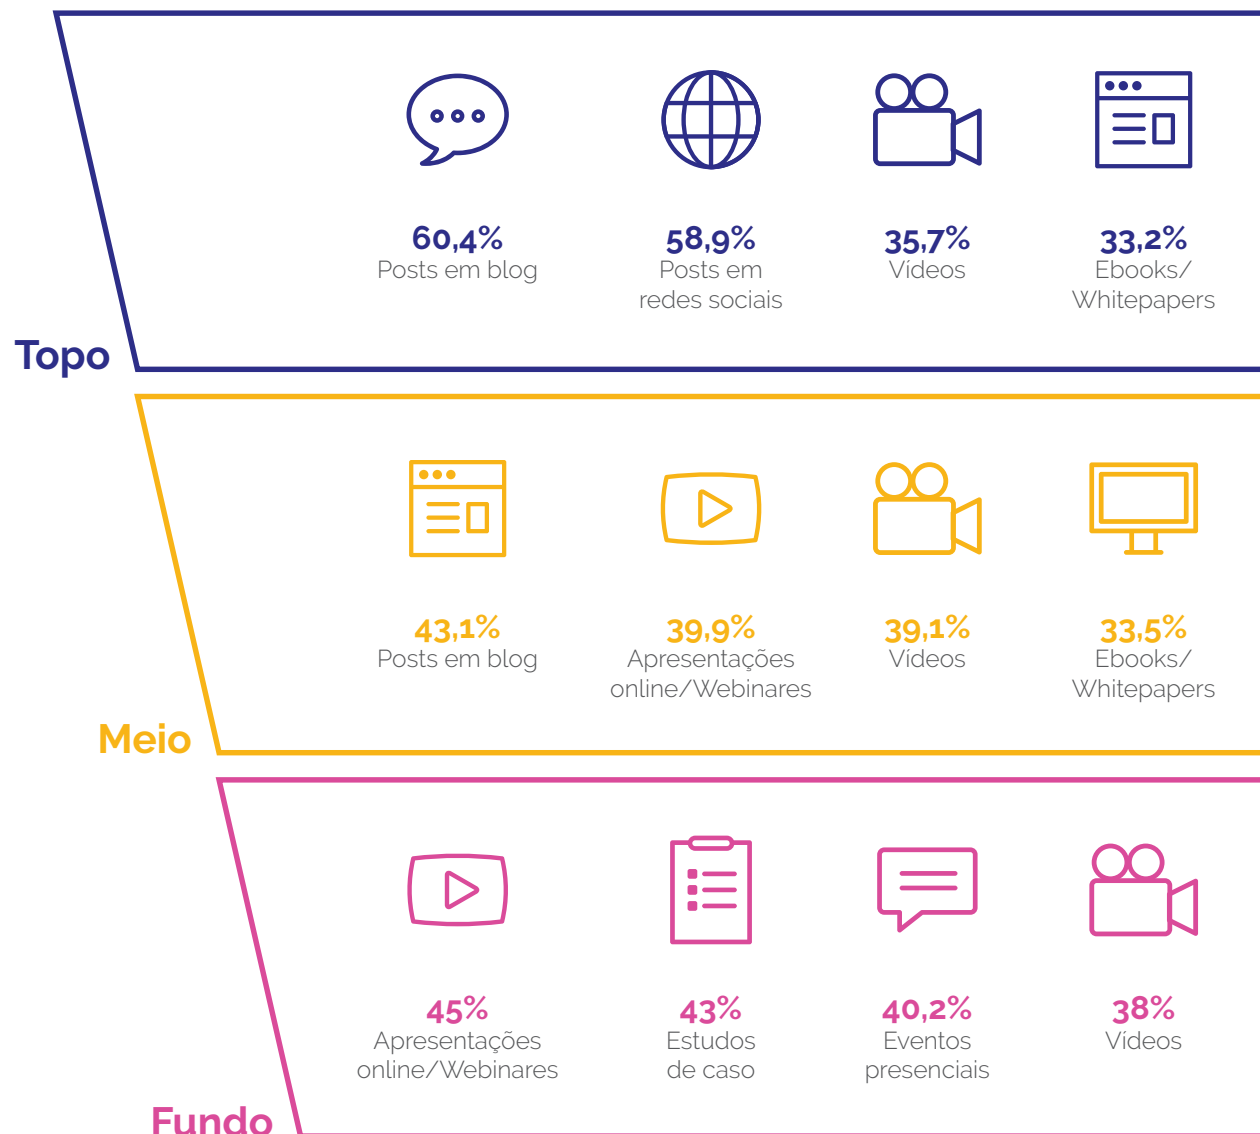 60,4%
Posts em blog
58,9%
Posts em
redes sociais
35,7%
Vídeos
33,2%
Ebooks/
Whitepapers
Topo
43,1%
Posts em blog
39,9%
Apresentações
online/Webinares
39,1%
Vídeos
33,5%
Ebooks/
Whitepapers
Meio
45%
Apresentações
online/Webinares
43%
Estudos
de caso
40,2%
Eventos
presenciais
38%
Vídeos
Fundo